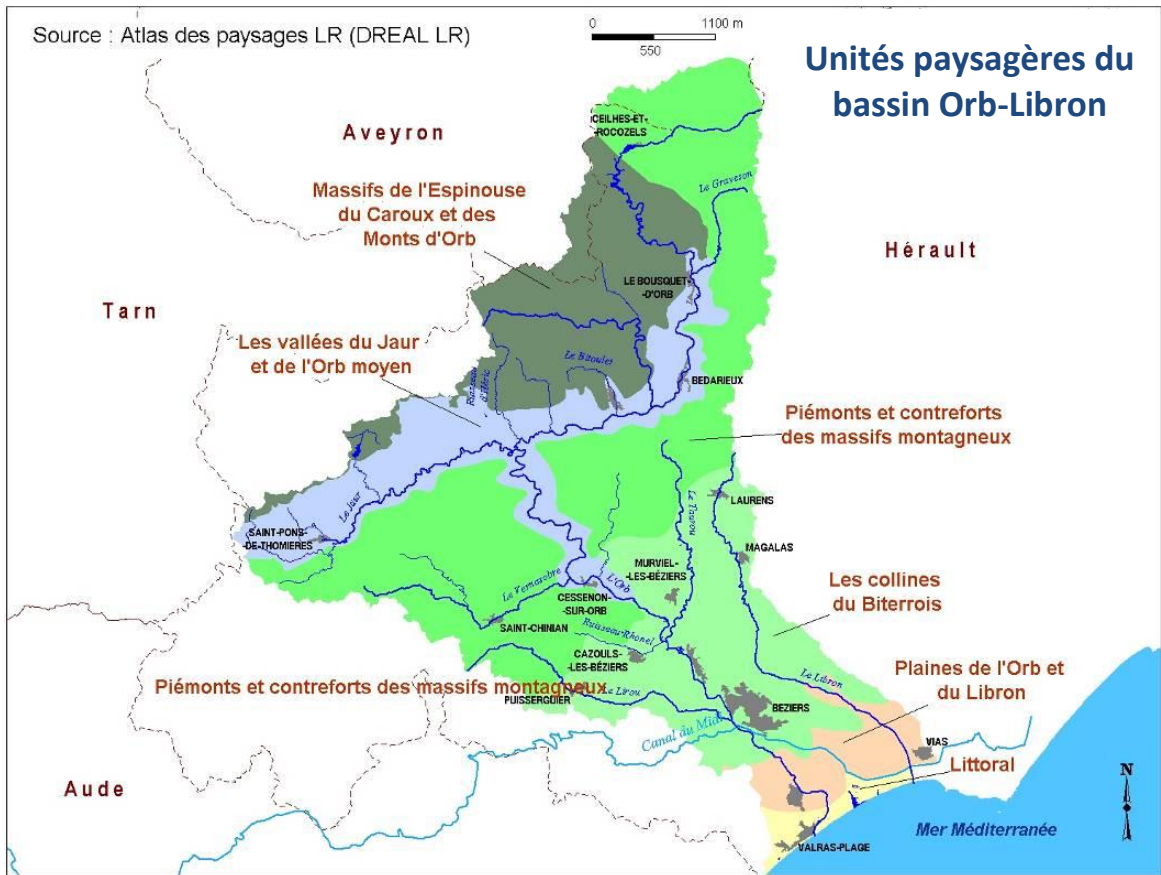 Source : Atlas des paysages LR (DREAL LR)
0 1100 m
550
Unités paysagères du
bassin Orb-Libron
Aveyron
CEILHES-ET-
-ROCOZELS
Le Graveson
Massifs de l'Espinouse
du Caroux et des
Monts d'Orb
Hérault
LE BOUSQUET-
-D'ORB
Tarn
Les vallées du Jaur
et de l'Orb moyen
Le Bitoulet
Ruisseau
d'Héric
BEDARIEUX
Piémonts et contreforts
des massifs montagneux
Le Jaur
Le Taurou
LAURENS
SAINT-PONS-
-DE-THOMIERES
MAGALAS
MURVIEL-
-LES-BÉZIERS
Le Vernazobre
L'Orb
Les collines
du Biterrois
CESSENON-
-SUR-ORB
SAINT-CHINIAN
Ruisseau Rhonel
CAZOULS-
-LES-BÉZIERS
Plaines de l'Orb et
du Libron
Le Libron
Piémonts et contreforts des massifs montagneux
Le Lirou
PUISSERGUIER
BEZIERS
Canal du Midi
VIAS
Littoral
Aude
N
Mer Méditerranée
VALRAS-PLAGE